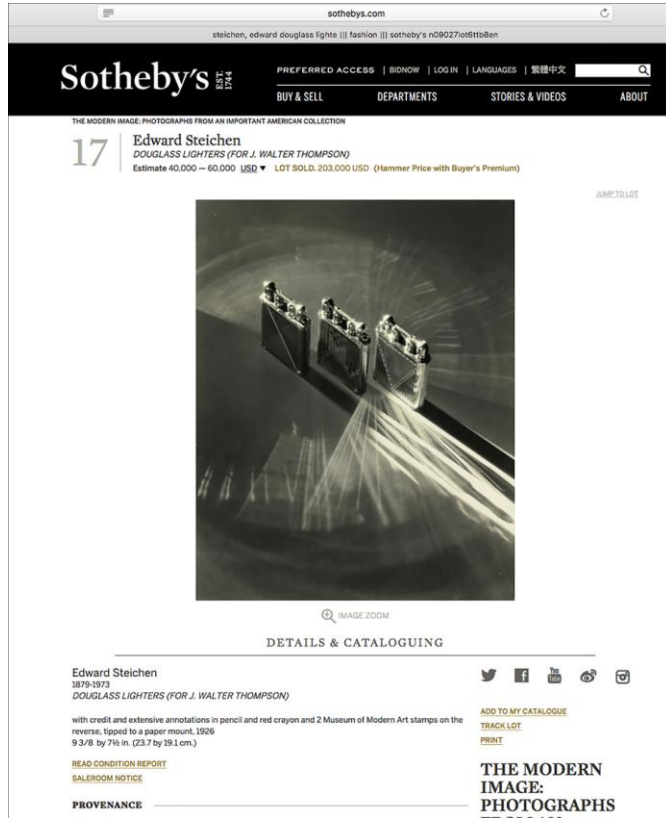 sothebys.com
steichen, edward douglass lighte ||| fashion ||| sotheby's n09027lot6ttb8en
Sotheby's EST. 1744
PREFERRED ACCESS | BIDNOW | LOG IN | LANGUAGES | 繁體中文
BUY & SELL DEPARTMENTS STORIES & VIDEOS ABOUT
THE MODERN IMAGE: PHOTOGRAPHS FROM AN IMPORTANT AMERICAN COLLECTION
17
Edward Steichen
DOUGLASS LIGHTERS (FOR J. WALTER THOMPSON)
Estimate 40,000 — 60,000 USD ▼ LOT SOLD. 203,000 USD (Hammer Price with Buyer's Premium)
JUMP TO LOT
IMAGE ZOOM
DETAILS & CATALOGUING
Edward Steichen
1879-1973
DOUGLASS LIGHTERS (FOR J. WALTER THOMPSON)
with credit and extensive annotations in pencil and red crayon and 2 Museum of Modern Art stamps on the
reverse, tipped to a paper mount, 1926
9 3/8 by 7½ in. (23.7 by 19.1 cm.)
READ CONDITION REPORT
SALEROOM NOTICE
PROVENANCE
You Tube
ADD TO MY CATALOGUE
TRACK LOT
PRINT
THE MODERN
IMAGE:
PHOTOGRAPHS
FROM AN